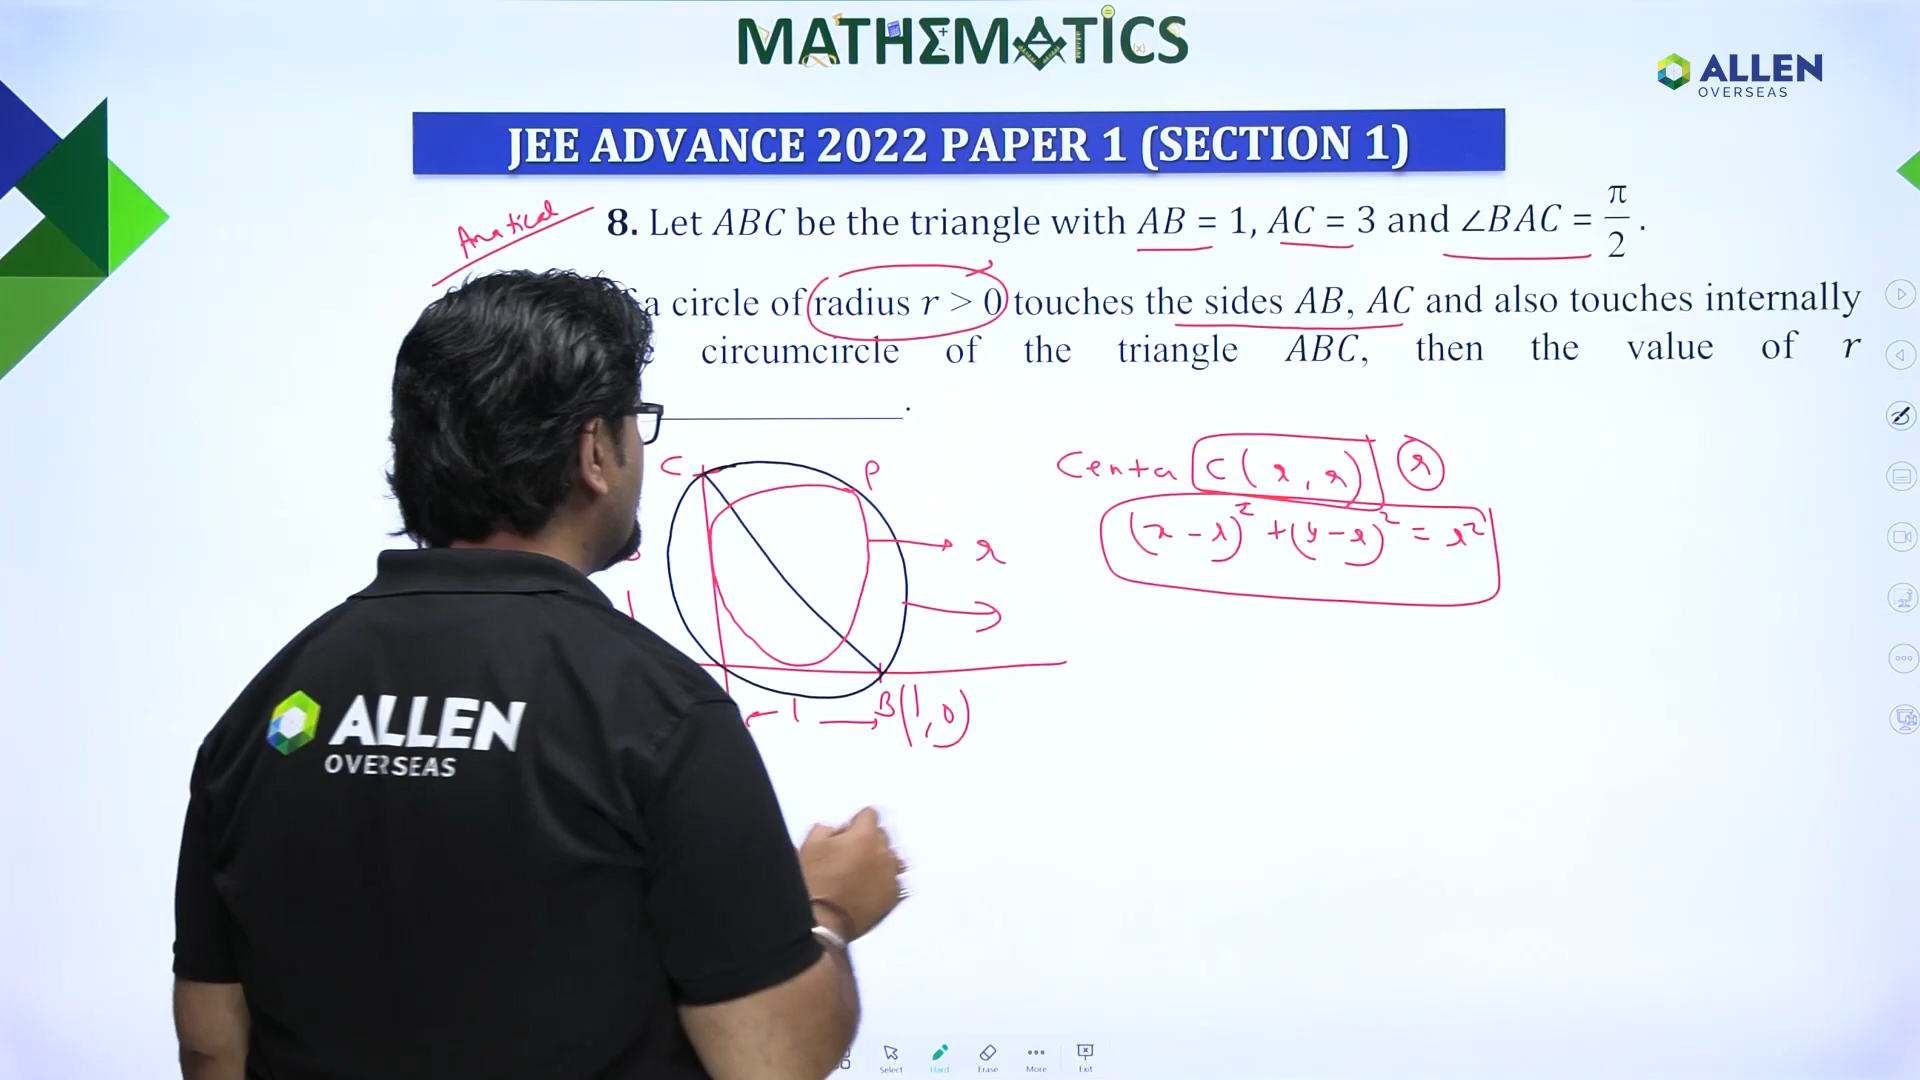 MATHEMATICS
ALLEN
OVERSEAS
JEE ADVANCE 2022 PAPER 1 (SECTION 1)
8. Let ABC be the triangle with AB = 1, AC = 3 and ∠BAC = π/2 .
a circle of radius r > 0 touches the sides AB, AC and also touches internally
circumcircle of the triangle ABC, then the value of r
.
C P
Centa C(r, r) r
(x - r)² + (y - r)² = r²
r
1 B(1, 0)
ALLEN
OVERSEAS
Select Hard Erase More Exit